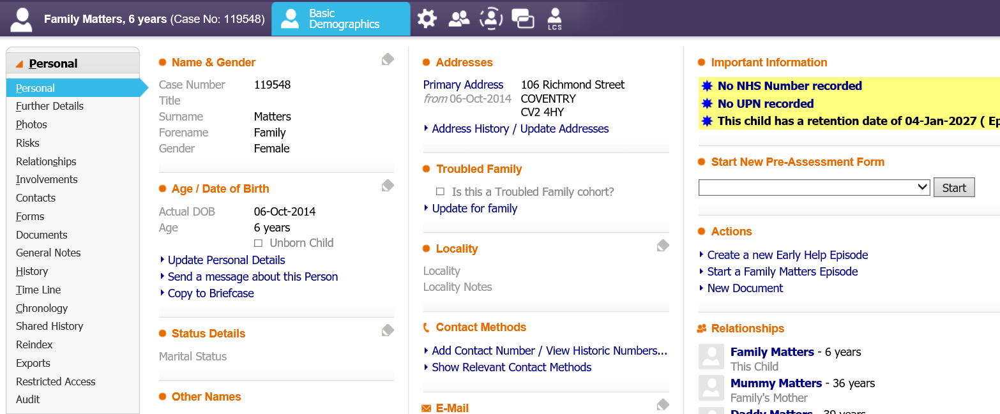 Family Matters, 6 years (Case No: 119548)
Basic
Demographics
LCS
Personal
Personal
Further Details
Photos
Risks
Relationships
Involvements
Contacts
Forms
Documents
General Notes
History
Time Line
Chronology
Shared History
Reindex
Exports
Restricted Access
Audit
Name & Gender
Case Number 119548
Title
Surname Matters
Forename Family
Gender Female
Age / Date of Birth
Actual DOB 06-Oct-2014
Age 6 years
Unborn Child
Update Personal Details
Send a message about this Person
Copy to Briefcase
Status Details
Marital Status
Other Names
Addresses
Primary Address 106 Richmond Street
from 06-Oct-2014 COVENTRY
CV2 4HY
Address History / Update Addresses
Troubled Family
Is this a Troubled Family cohort?
Update for family
Locality
Locality
Locality Notes
Contact Methods
Add Contact Number / View Historic Numbers...
Show Relevant Contact Methods
E-Mail
Important Information
No NHS Number recorded
No UPN recorded
This child has a retention date of 04-Jan-2027 ( Ep
Start New Pre-Assessment Form
Start
Actions
Create a new Early Help Episode
Start a Family Matters Episode
New Document
Relationships
Family Matters - 6 years
This Child
Mummy Matters - 36 years
Family's Mother
Daddy Matters - 39 years